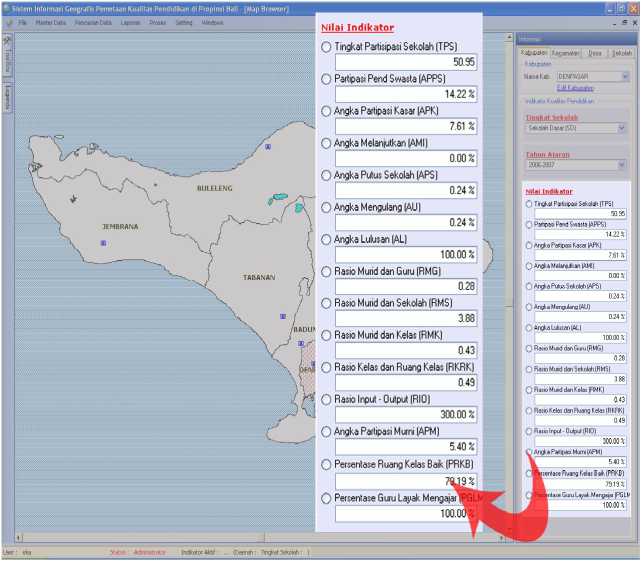 Sistem Informasi Geografis Pemetaan Kualitas Pendidikan di Propinsi Bali - [Map Browser]
File Master Data Pencarian Data Laporan Proses Setting Windows
Legenda
BULELENG
JEMBRANA
TABANAN
BADUN
DEN
Nilai Indikator
Tingkat Partisipasi Sekolah (TPS)
50.95
Partipasi Pend Swasta (APPS)
14.22 %
Angka Partipasi Kasar (APK)
7.61 %
Angka Melanjutkan (AMI)
0.00 %
Angka Putus Sekolah (APS)
0.24 %
Angka Mengulang (AU)
0.24 %
Angka Lulusan (AL)
100.00 %
Rasio Murid dan Guru (RMG)
0.28
Rasio Murid dan Sekolah (RMS)
3.88
Rasio Murid dan Kelas (RMK)
0.43
Rasio Kelas dan Ruang Kelas (RKRK)
0.49
Rasio Input - Output (RIO)
300.00 %
Angka Partipasi Murni (APM)
5.40 %
Persentase Ruang Kelas Baik (PRKB)
79.19 %
Persentase Guru Layak Mengajar (PGLM
100.00 %
Informasi
Kabupaten Kecamatan Desa Sekolah
Kabupaten
Nama Kab. DENPASAR
Edit Kabupaten
Indikator Kualitas Pendidikan
Tingkat Sekolah
Sekolah Dasar (SD)
Tahun Ajaran
2006-2007
Nilai Indikator
Tingkat Partisipasi Sekolah (TPS)
50.95
Partipasi Pend Swasta (APPS)
14.22 %
Angka Partipasi Kasar (APK)
7.61 %
Angka Melanjutkan (AMI)
0.00 %
Angka Putus Sekolah (APS)
0.24 %
Angka Mengulang (AU)
0.24 %
Angka Lulusan (AL)
100.00 %
Rasio Murid dan Guru (RMG)
0.28
Rasio Murid dan Sekolah (RMS)
3.88
Rasio Murid dan Kelas (RMK)
0.43
Rasio Kelas dan Ruang Kelas (RKRK)
0.49
Rasio Input - Output (RIO)
300.00 %
Angka Partipasi Murni (APM)
5.40 %
Persentase Ruang Kelas Baik (PRKB)
79.19 %
Persentase Guru Layak Mengajar (PGLM
100.00 %
User : eka Status : Administrator Indikator Aktif : ... (Daerah : Tingkat Sekolah : )